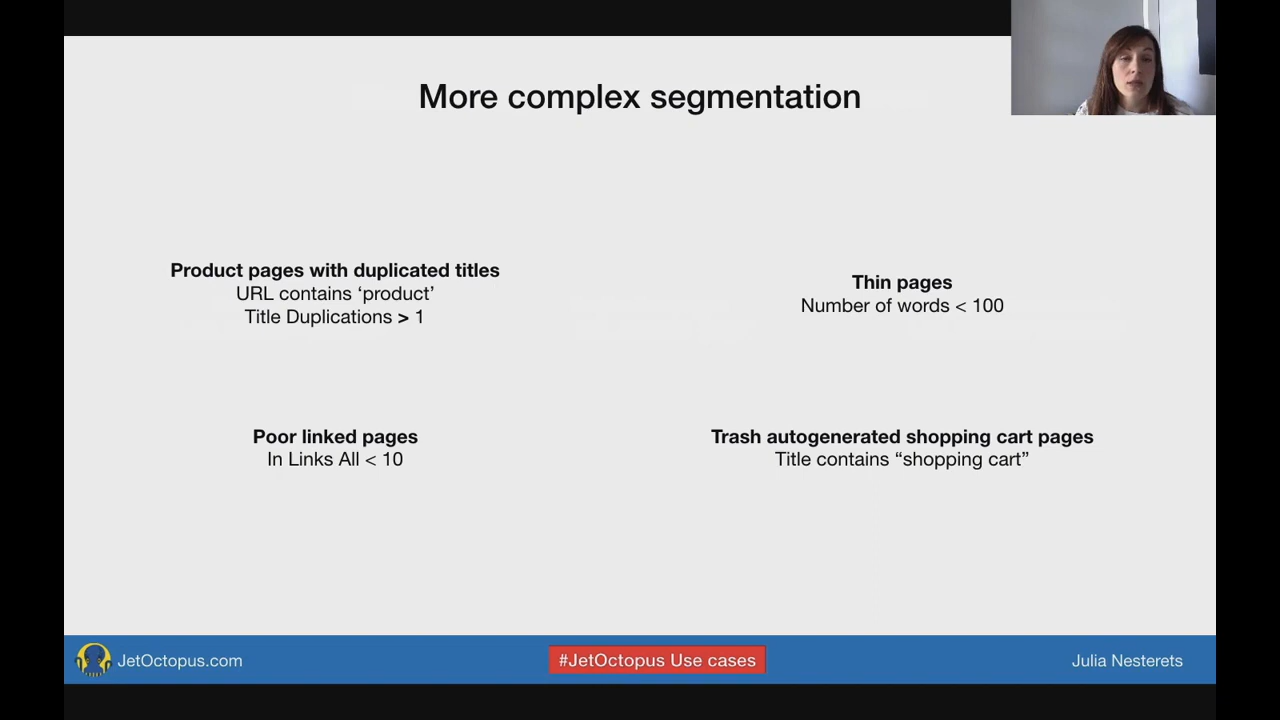 More complex segmentation
Product pages with duplicated titles
URL contains ‘product’
Title Duplications > 1
Thin pages
Number of words < 100
Poor linked pages
In Links All < 10
Trash autogenerated shopping cart pages
Title contains “shopping cart”
JetOctopus.com
#JetOctopus Use cases
Julia Nesterets